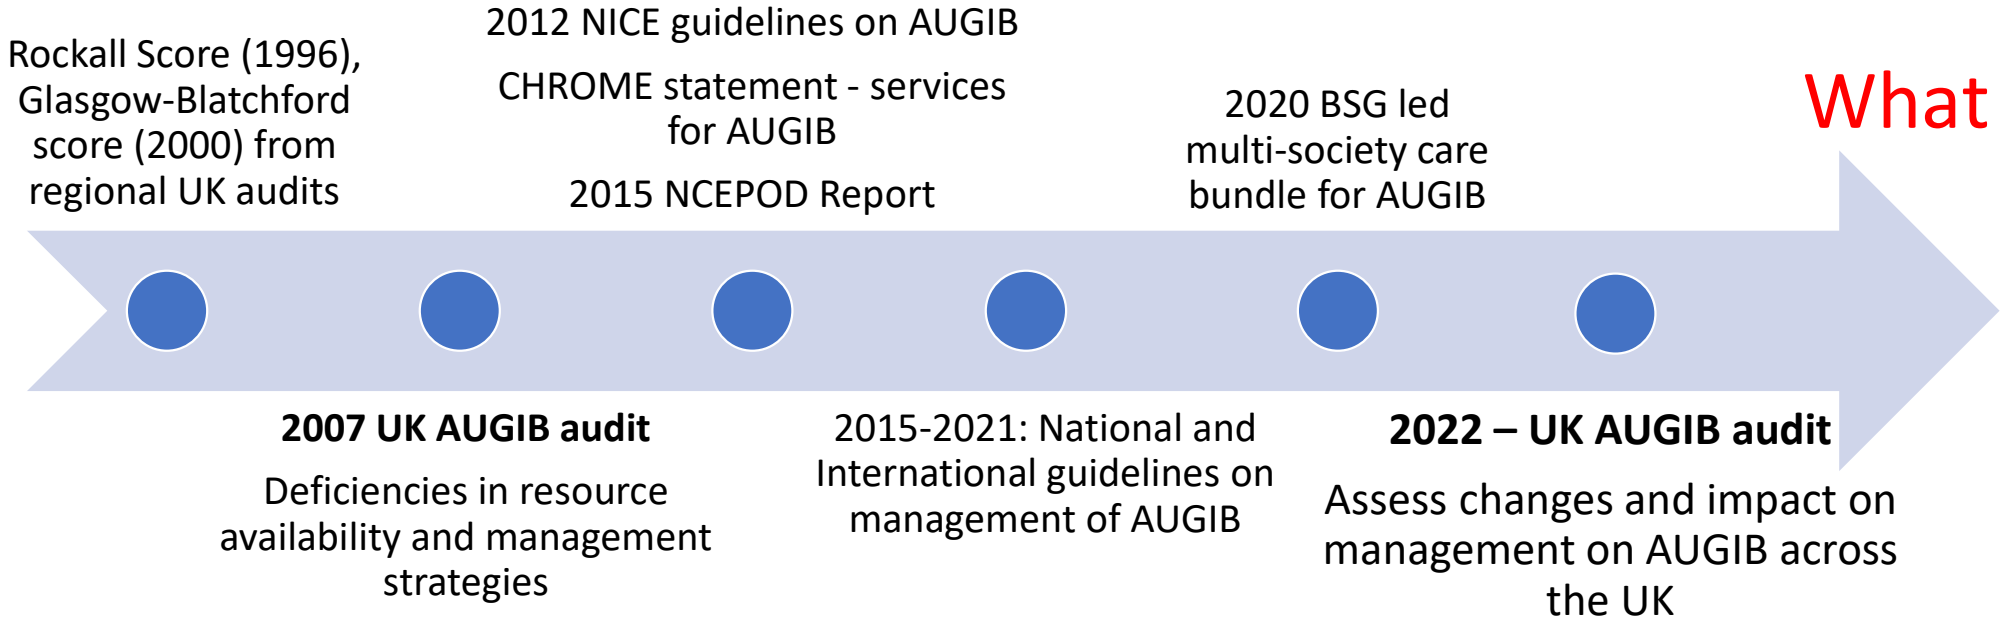 Rockall Score (1996),
Glasgow-Blatchford
score (2000) from
regional UK audits
2007 UK AUGIB audit
Deficiencies in resource
availability and management
strategies
2012 NICE guidelines on AUGIB
CHROME statement - services
for AUGIB
2015 NCEPOD Report
2015-2021: National and
International guidelines on
management of AUGIB
2020 BSG led
multi-society care
bundle for AUGIB
2022 – UK AUGIB audit
Assess changes and impact on
management on AUGIB across
the UK
What